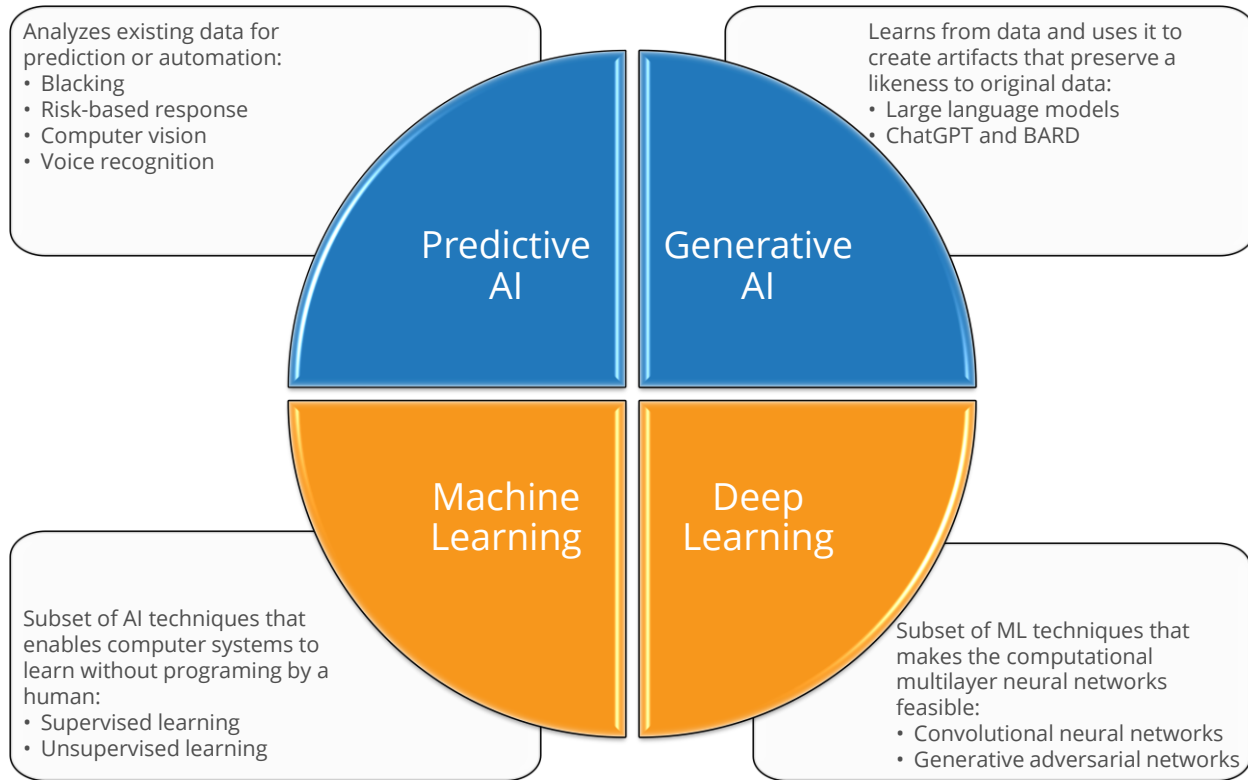 Analyzes existing data for
prediction or automation:
• Blacking
• Risk-based response
• Computer vision
• Voice recognition
Learns from data and uses it to
create artifacts that preserve a
likeness to original data:
• Large language models
• ChatGPT and BARD
Predictive
AI
Generative
AI
Machine
Learning
Deep
Learning
Subset of AI techniques that
enables computer systems to
learn without programing by a
human:
• Supervised learning
• Unsupervised learning
Subset of ML techniques that
makes the computational
multilayer neural networks
feasible:
• Convolutional neural networks
• Generative adversarial networks